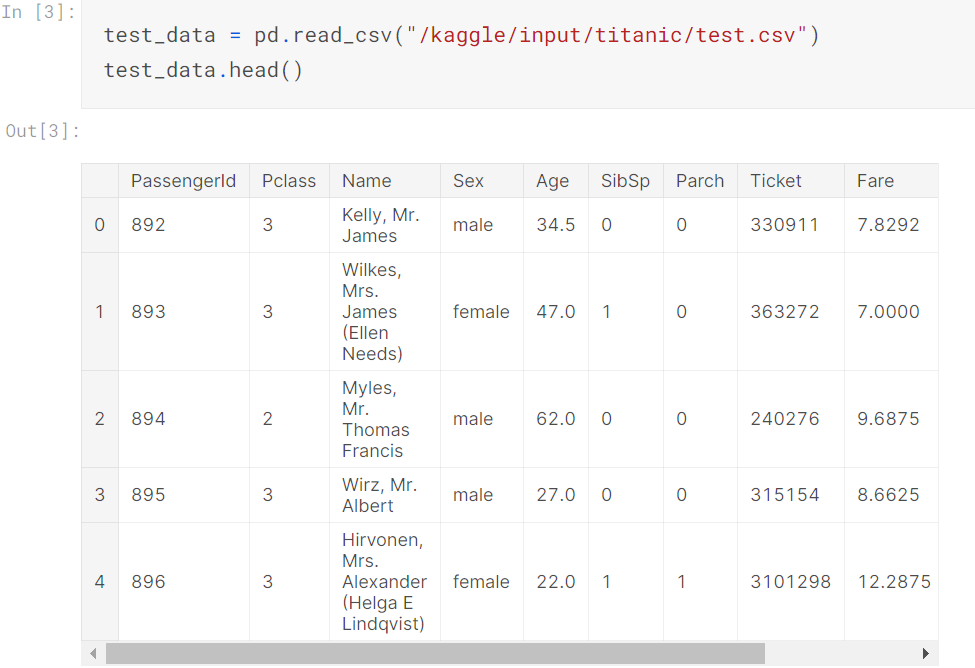 In [3]:
test_data = pd.read_csv("/kaggle/input/titanic/test.csv")
test_data.head()
Out[3]:
PassengerId Pclass Name Sex Age SibSp Parch Ticket Fare
0 892 3 Kelly, Mr. James male 34.5 0 0 330911 7.8292
1 893 3 Wilkes, Mrs. James (Ellen Needs) female 47.0 1 0 363272 7.0000
2 894 2 Myles, Mr. Thomas Francis male 62.0 0 0 240276 9.6875
3 895 3 Wirz, Mr. Albert male 27.0 0 0 315154 8.6625
4 896 3 Hirvonen, Mrs. Alexander (Helga E Lindqvist) female 22.0 1 1 3101298 12.2875